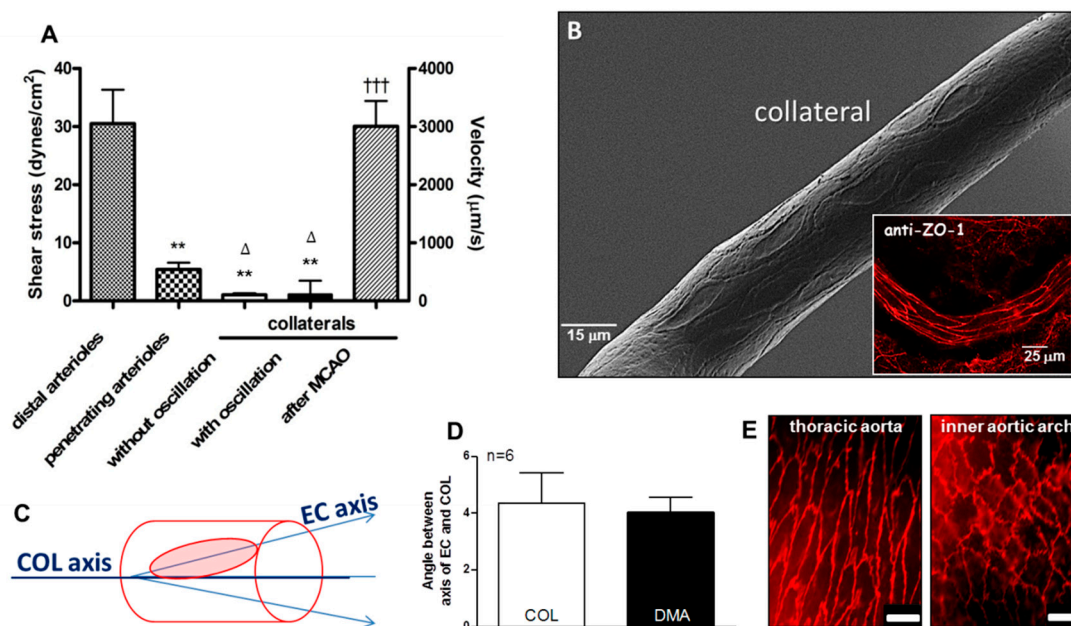 A
Shear stress (dynes/cm²)
40
30
20
10
0
**
Δ
**
Δ
**
†††
4000
3000
2000
1000
0
Velocity (μm/s)
distal arterioles
penetrating arterioles
without oscillation
with oscillation
after MCAO
collaterals
B
collateral
15 μm
anti-ZO-1
25 μm
C
EC axis
COL axis
D
Angle between
axis of EC and COL
6
4
2
0
n=6
COL
DMA
E
thoracic aorta
inner aortic arch